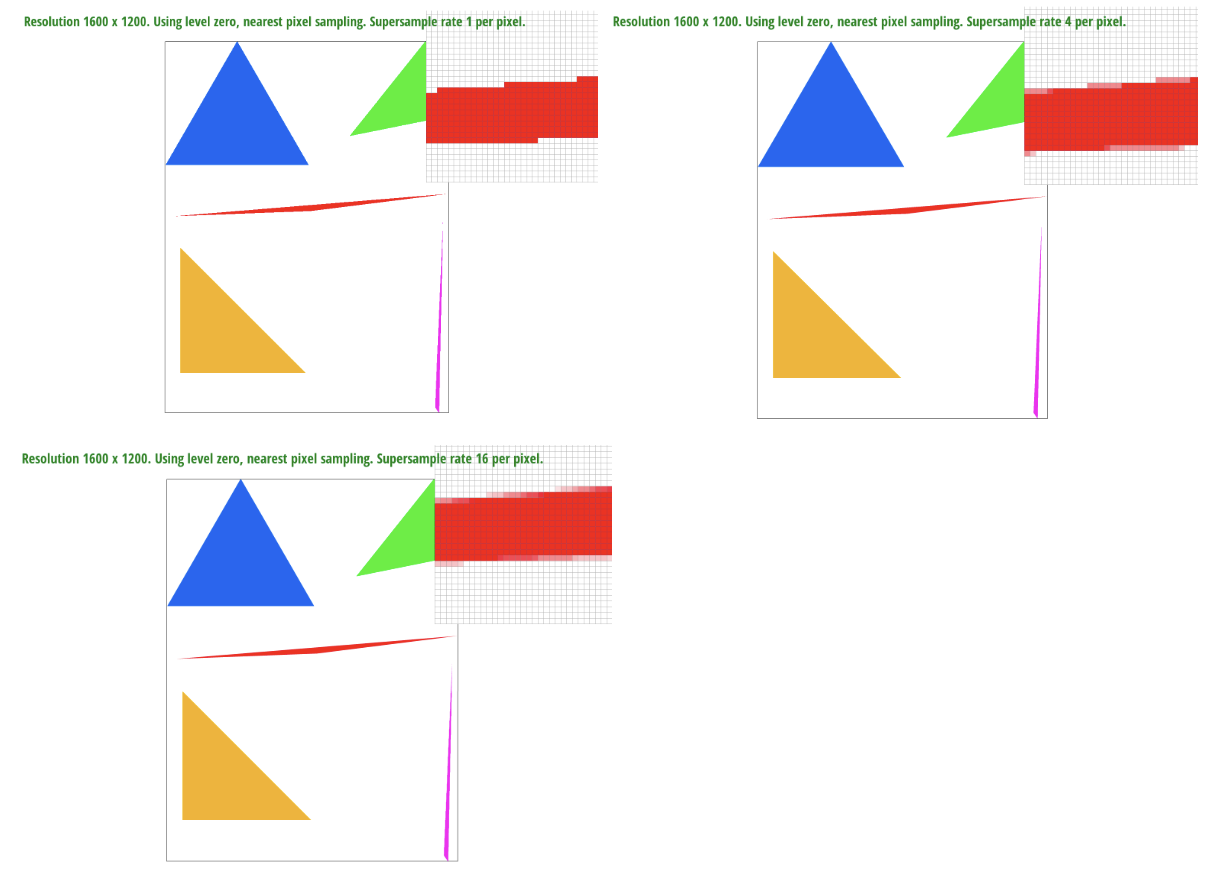 Resolution 1600 x 1200. Using level zero, nearest pixel sampling. Supersample rate 1 per pixel.
Resolution 1600 x 1200. Using level zero, nearest pixel sampling. Supersample rate 4 per pixel.
Resolution 1600 x 1200. Using level zero, nearest pixel sampling. Supersample rate 16 per pixel.